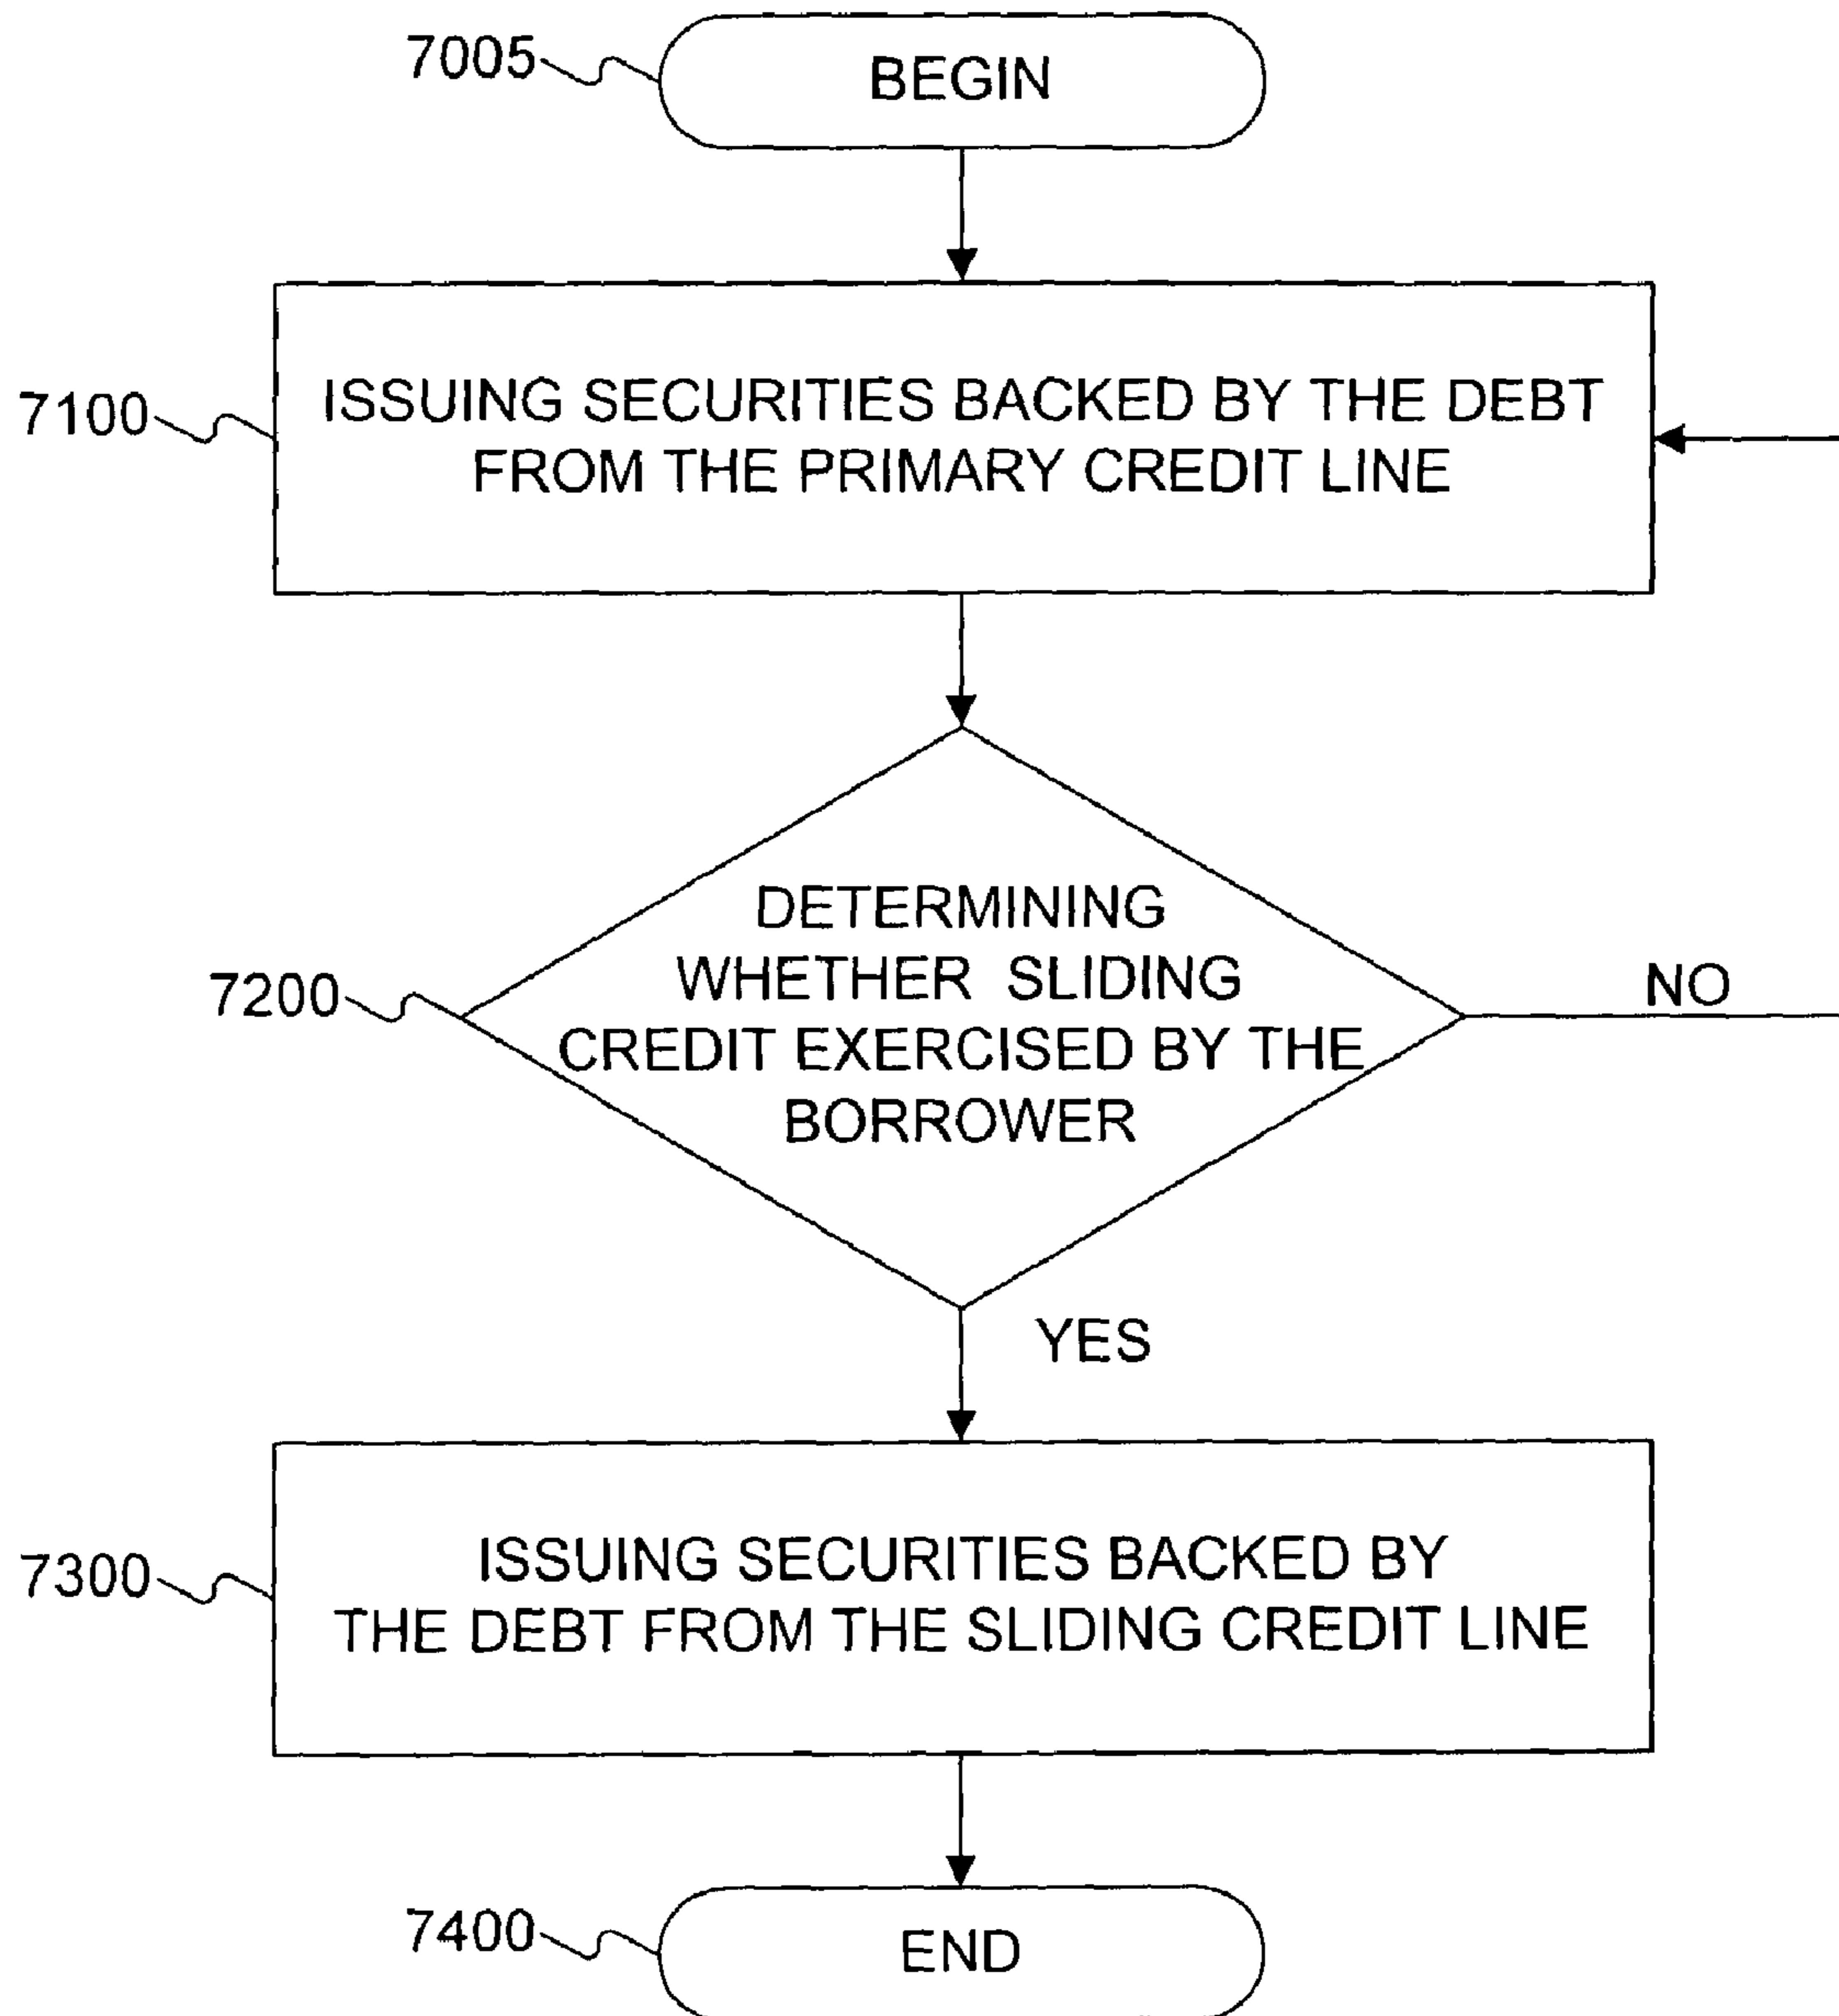 7005
BEGIN
7100
ISSUING SECURITIES BACKED BY THE DEBT
FROM THE PRIMARY CREDIT LINE
7200
DETERMINING
WHETHER SLIDING
CREDIT EXERCISED BY THE
BORROWER
NO
YES
7300
ISSUING SECURITIES BACKED BY
THE DEBT FROM THE SLIDING CREDIT LINE
7400
END